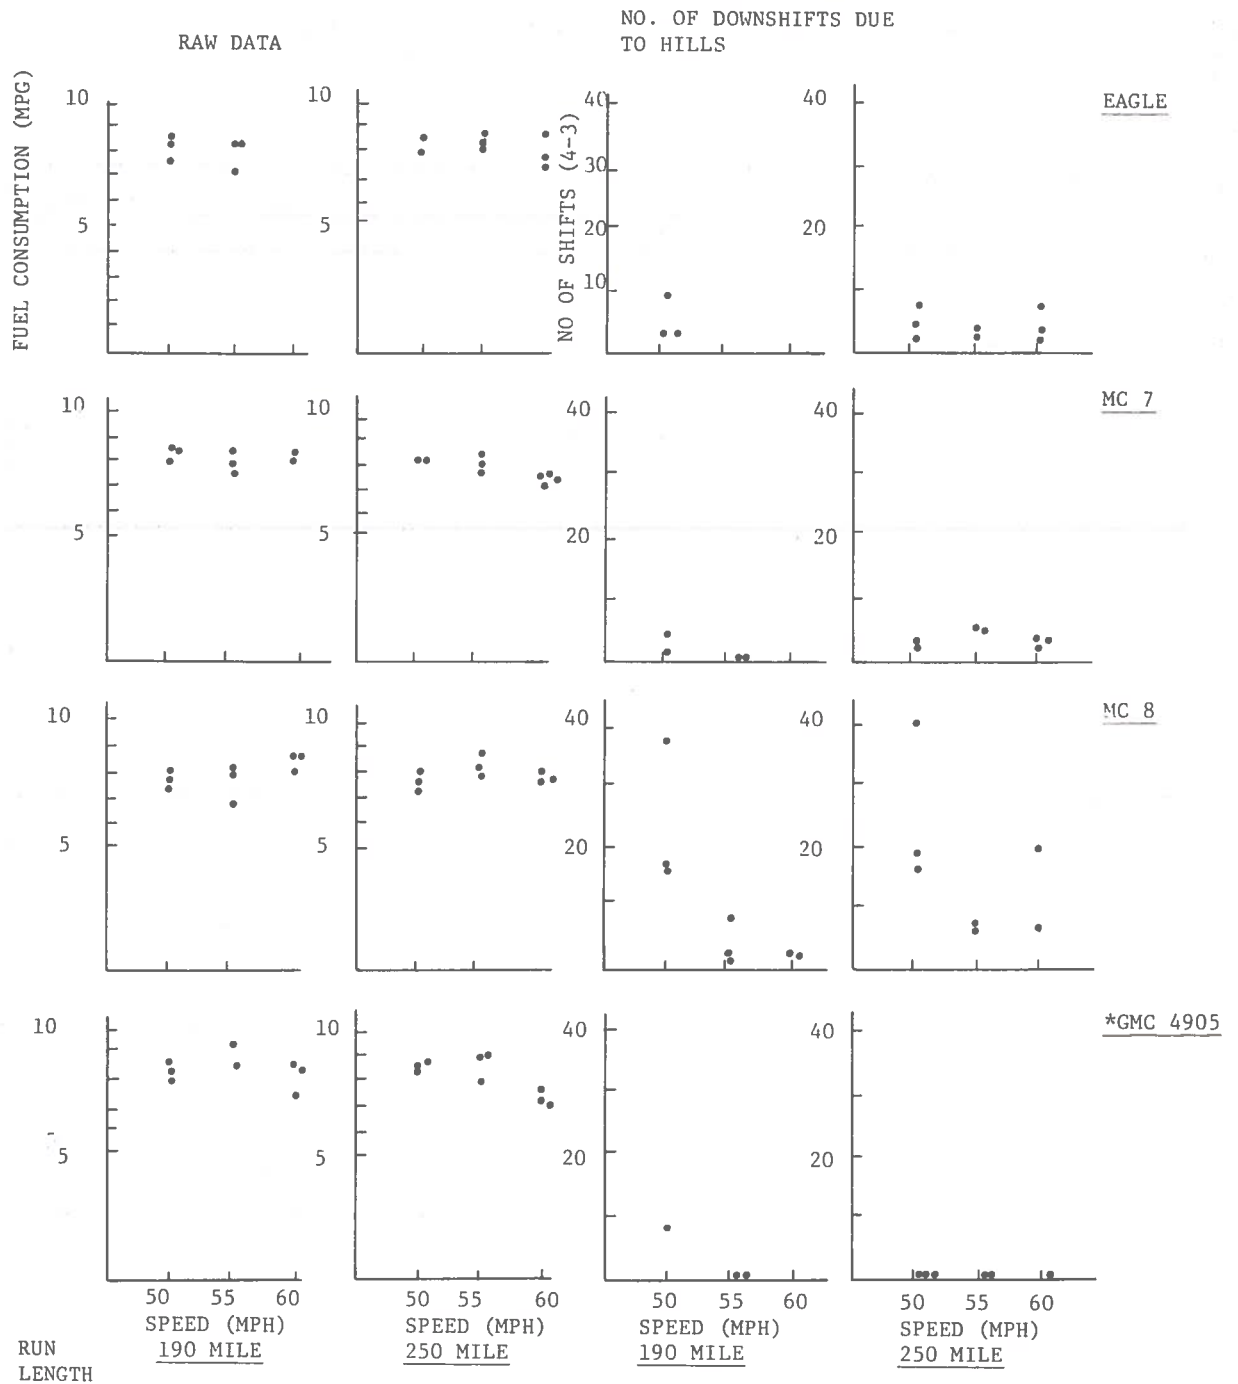 NO. OF DOWNSHIFTS DUE
TO HILLS
RAW DATA
FUEL CONSUMPTION (MPG)
10
5
10
5
NO OF SHIFTS (4-3)
40
30
20
10
40
20
EAGLE
10
5
10
5
40
20
40
20
MC 7
10
5
10
5
40
20
40
20
MC 8
10
5
10
5
40
20
40
20
*GMC 4905
50 55 60
SPEED (MPH)
190 MILE
50 55 60
SPEED (MPH)
250 MILE
50 55 60
SPEED (MPH)
190 MILE
50 55 60
SPEED (MPH)
250 MILE
RUN
LENGTH